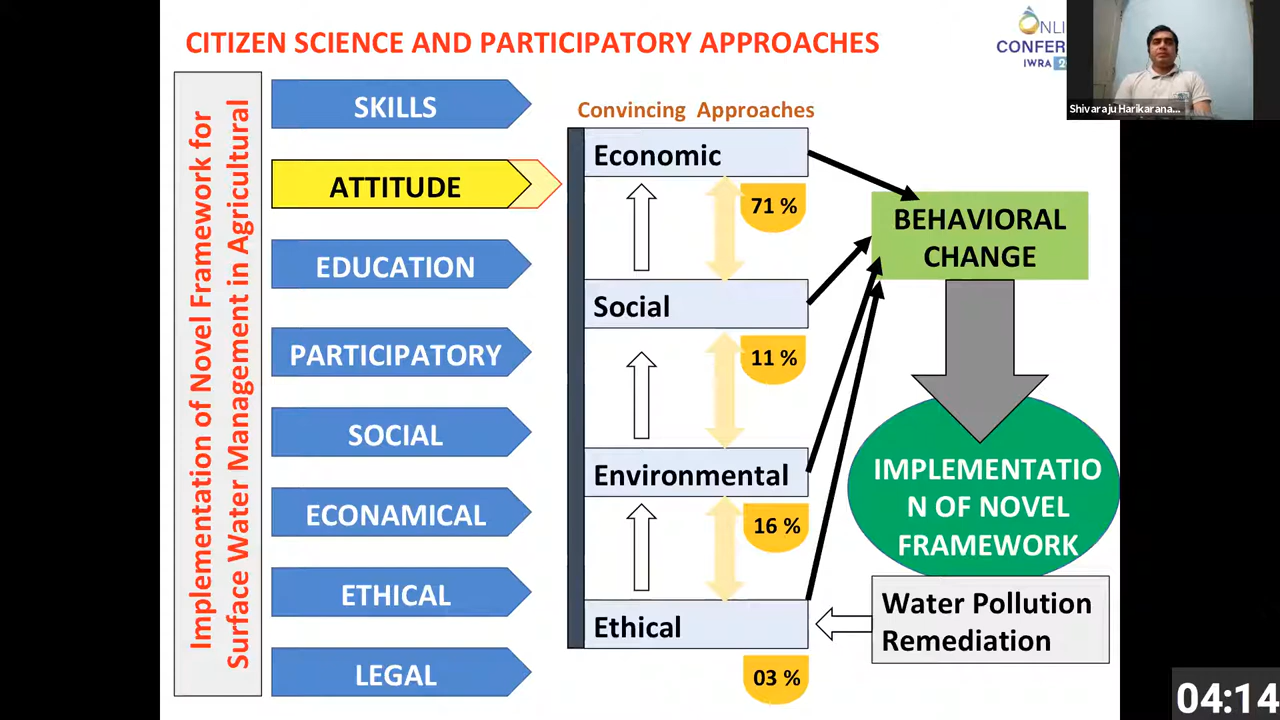 CITIZEN SCIENCE AND PARTICIPATORY APPROACHES
NLI
CONFER
IWRA
Shivaraju Harikarana...
Implementation of Novel Framework for
Surface Water Management in Agricultural
SKILLS
ATTITUDE
EDUCATION
PARTICIPATORY
SOCIAL
ECONAMICAL
ETHICAL
LEGAL
Convincing Approaches
Economic
71 %
Social
11 %
Environmental
16 %
Ethical
03 %
BEHAVIORAL
CHANGE
IMPLEMENTATIO
N OF NOVEL
FRAMEWORK
Water Pollution
Remediation
04:14